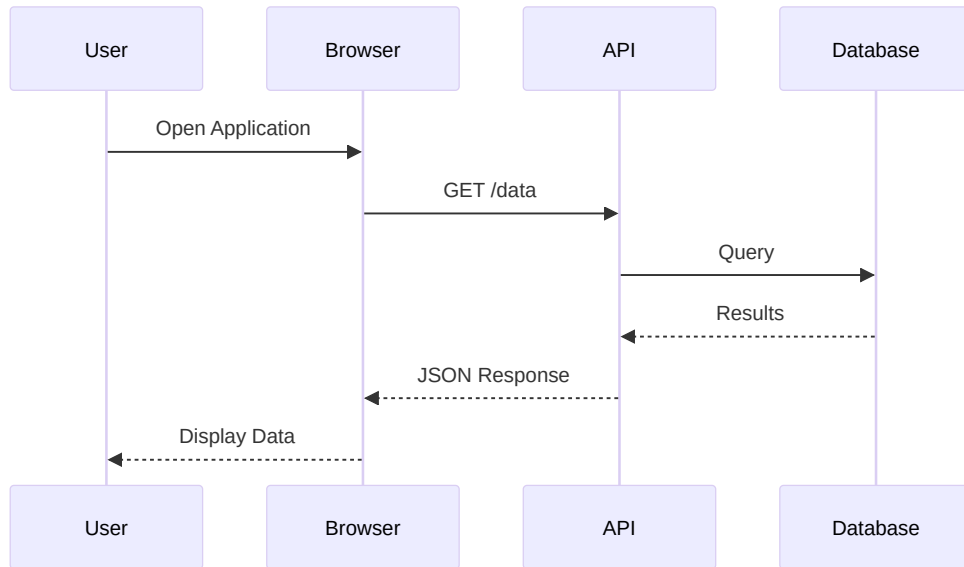 User Browser API Database
Open Application
GET /data
Query
Results
JSON Response
Display Data
User Browser API Database